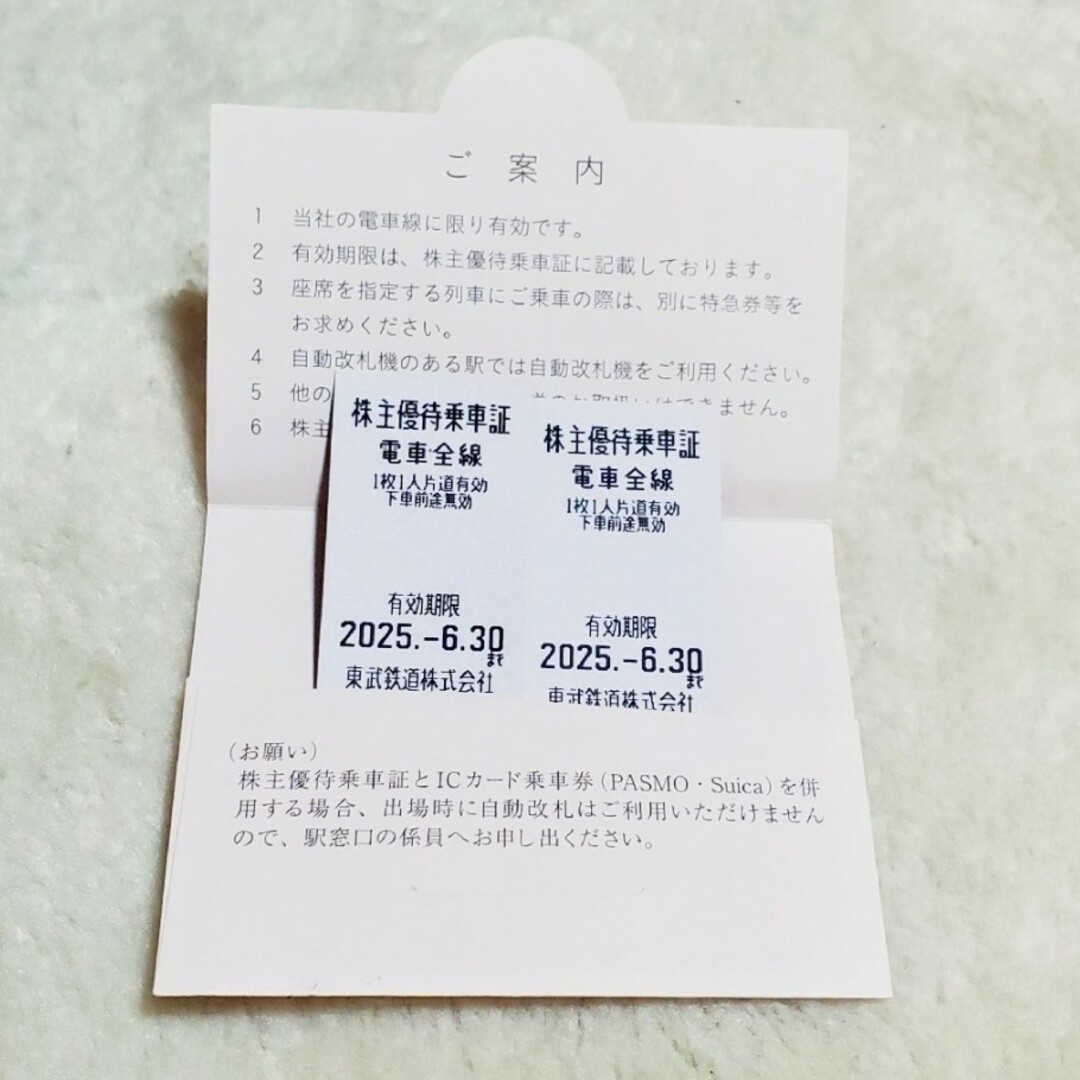 ご案内
1 当社の電車線に限り有効です。
2 有効期限は、株主優待乗車証に記載しております。
3 座席を指定する列車にご乗車の際は、別に特急券等を
お求めください。
4 自動改札機のある駅では自動改札機をご利用ください。
5 他の
のお取扱いはできません。
6 株主
株主優待乗車証
電車全線
1枚1人片道有効
下車前途無効
有効期限
2025.-6.30
まで
東武鉄道株式会社
株主優待乗車証
電車全線
1枚1人片道有効
下車前途無効
有効期限
2025.-6.30
まで
東武鉄道株式会社
(お願い)
株主優待乗車証とICカード乗車券(PASMO・Suica)を併
用する場合、出場時に自動改札はご利用いただけません
ので、駅窓口の係員へお申し出ください。